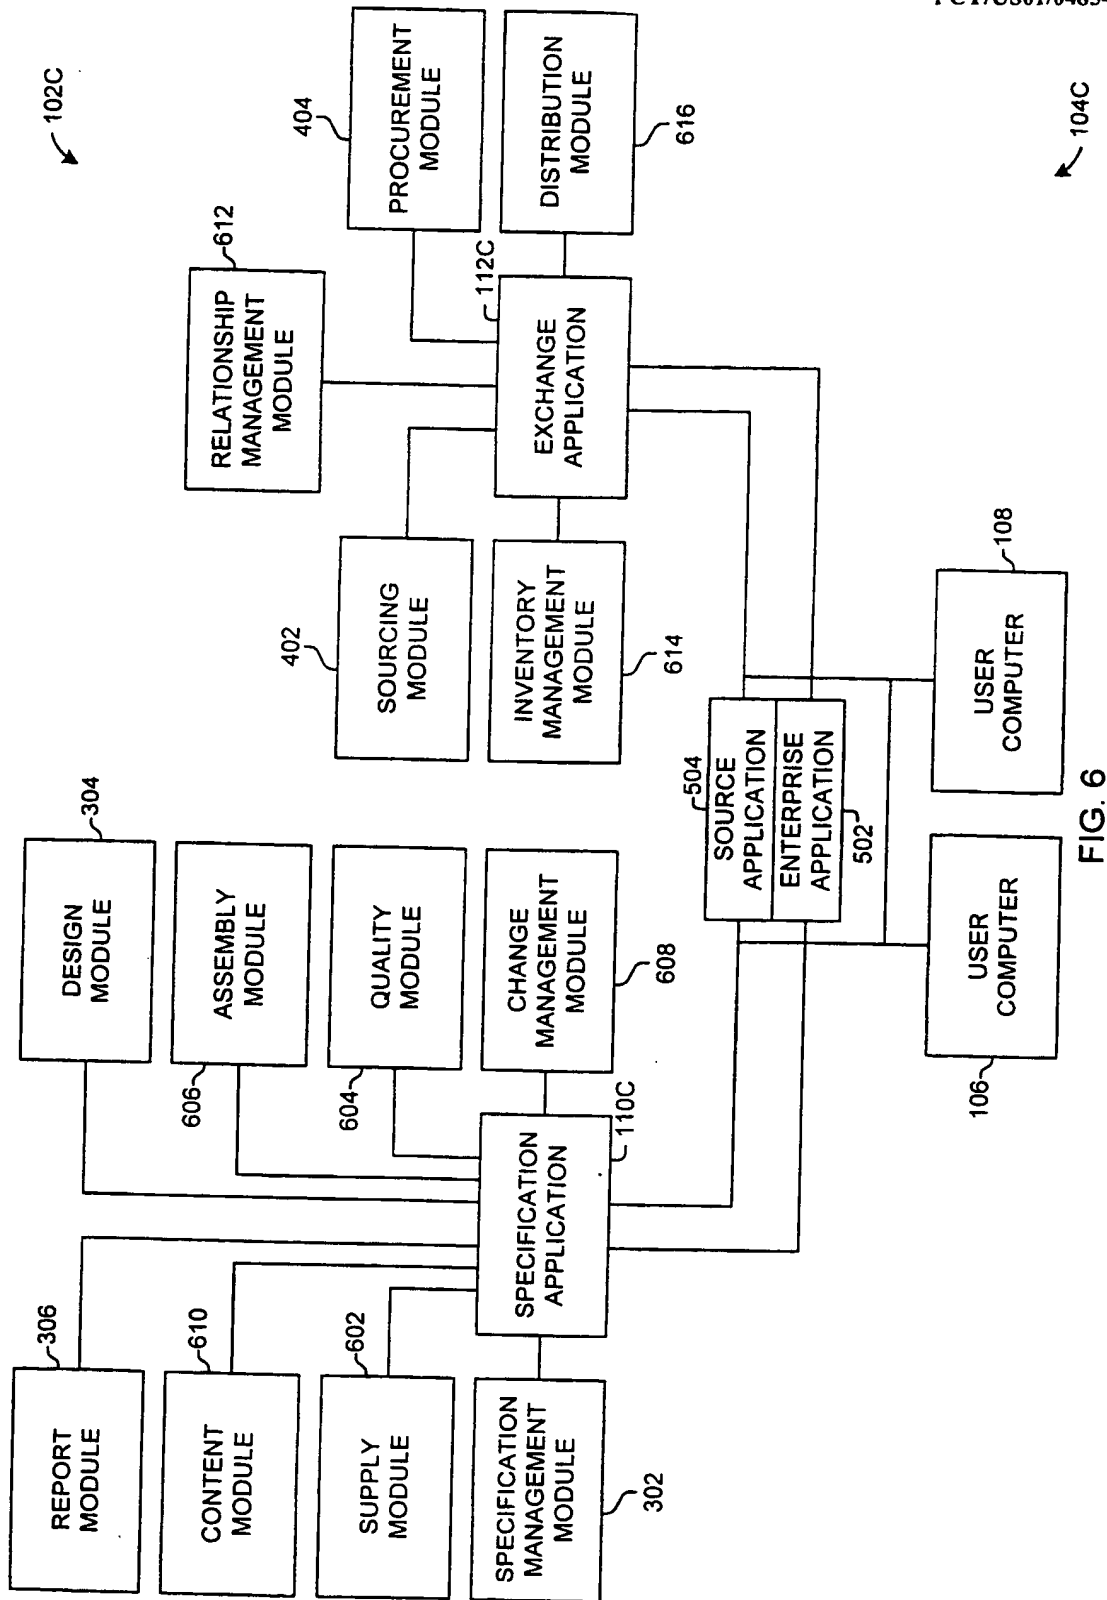 PCT/US01/0485
102C
104C
REPORT
MODULE
306
CONTENT
MODULE
610
SUPPLY
MODULE
602
SPECIFICATION
MANAGEMENT
MODULE
302
DESIGN
MODULE
304
ASSEMBLY
MODULE
606
QUALITY
MODULE
604
CHANGE
MANAGEMENT
MODULE
608
SPECIFICATION
APPLICATION
110C
RELATIONSHIP
MANAGEMENT
MODULE
612
SOURCING
MODULE
402
INVENTORY
MANAGEMENT
MODULE
614
PROCUREMENT
MODULE
404
DISTRIBUTION
MODULE
616
EXCHANGE
APPLICATION
112C
SOURCE
APPLICATION
504
ENTERPRISE
APPLICATION
502
USER
COMPUTER
106
USER
COMPUTER
108
FIG. 6